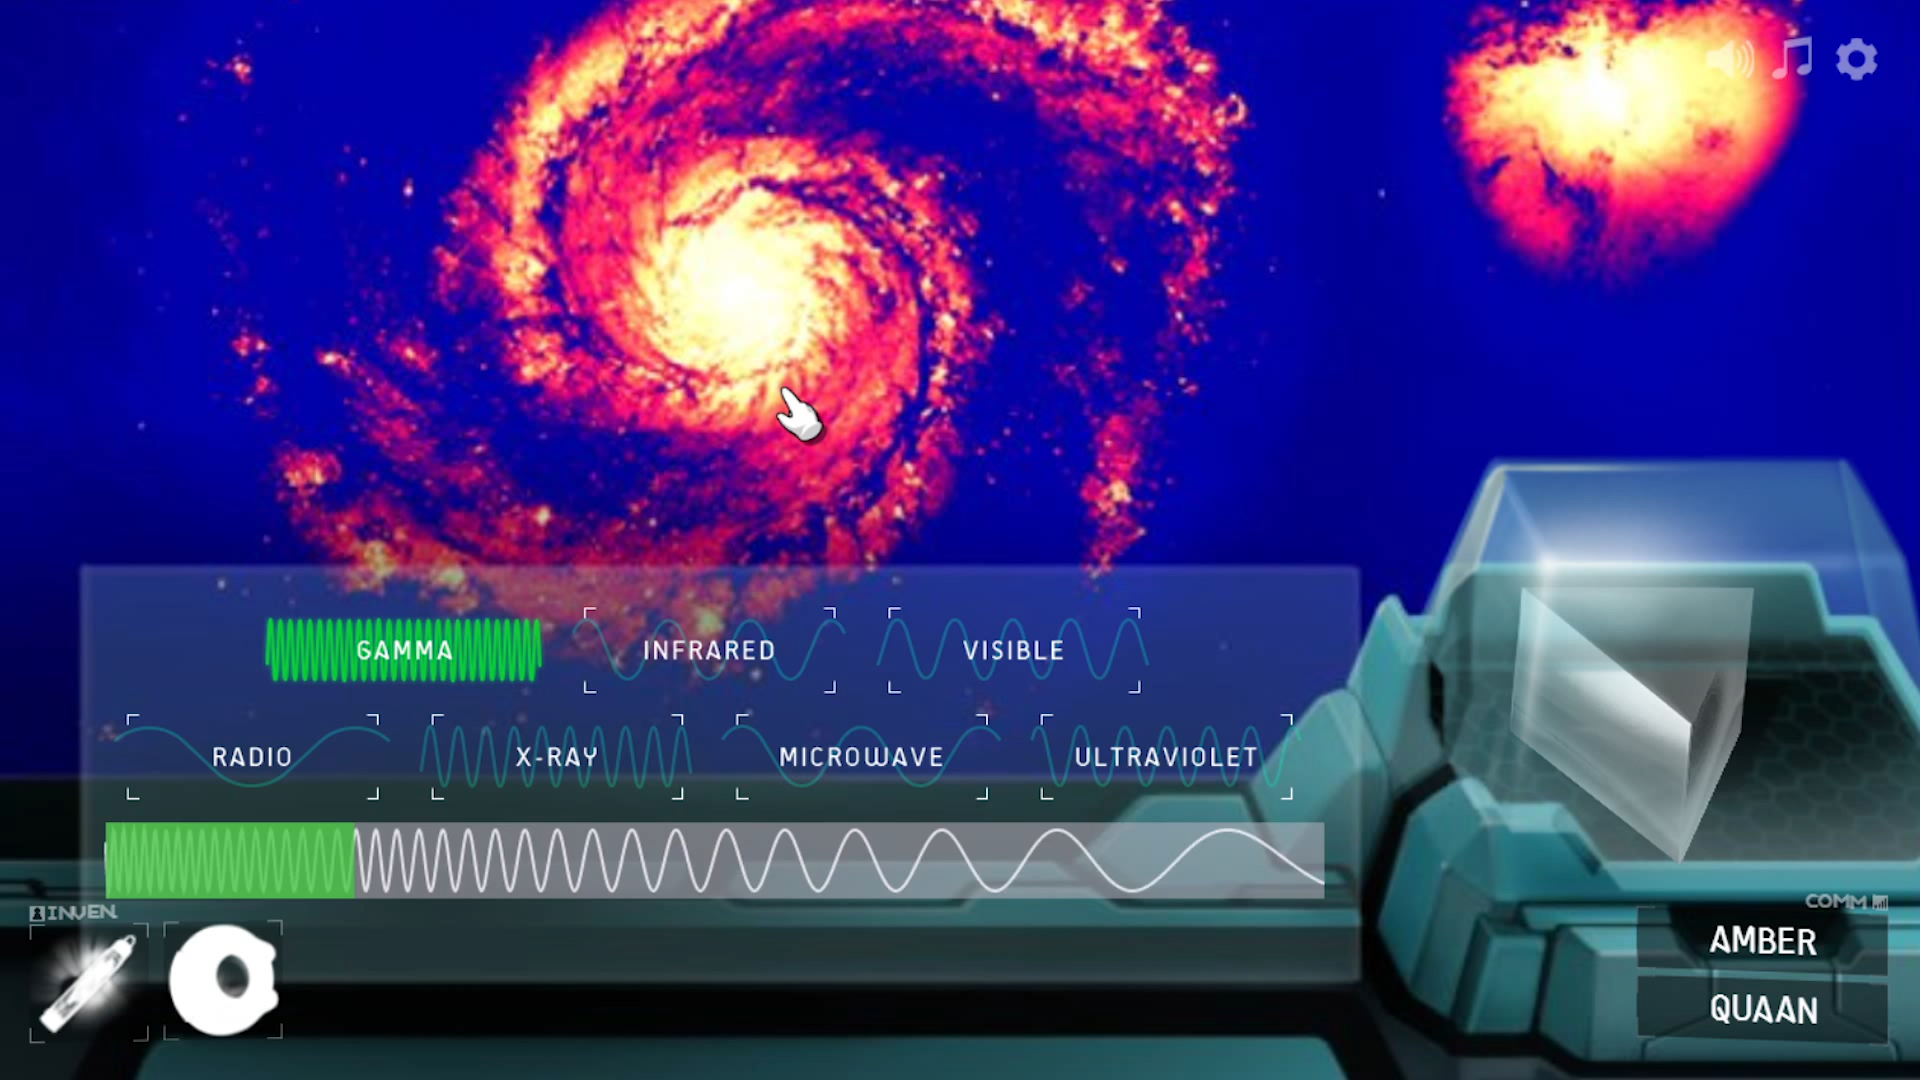 GAMMA
INFRARED
VISIBLE
RADIO
X-RAY
MICROWAVE
ULTRAVIOLET
INVEN.
COMM
AMBER
QUAAN